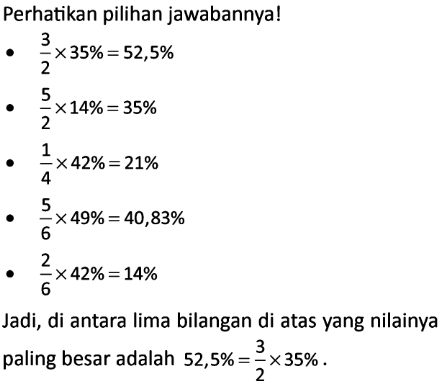 Perhatikan pilihan jawabannya!
• 3/2 × 35% = 52,5%
• 5/2 × 14% = 35%
• 1/4 × 42% = 21%
• 5/6 × 49% = 40,83%
• 2/6 × 42% = 14%
Jadi, di antara lima bilangan di atas yang nilainya
paling besar adalah 52,5% = 3/2 × 35% .